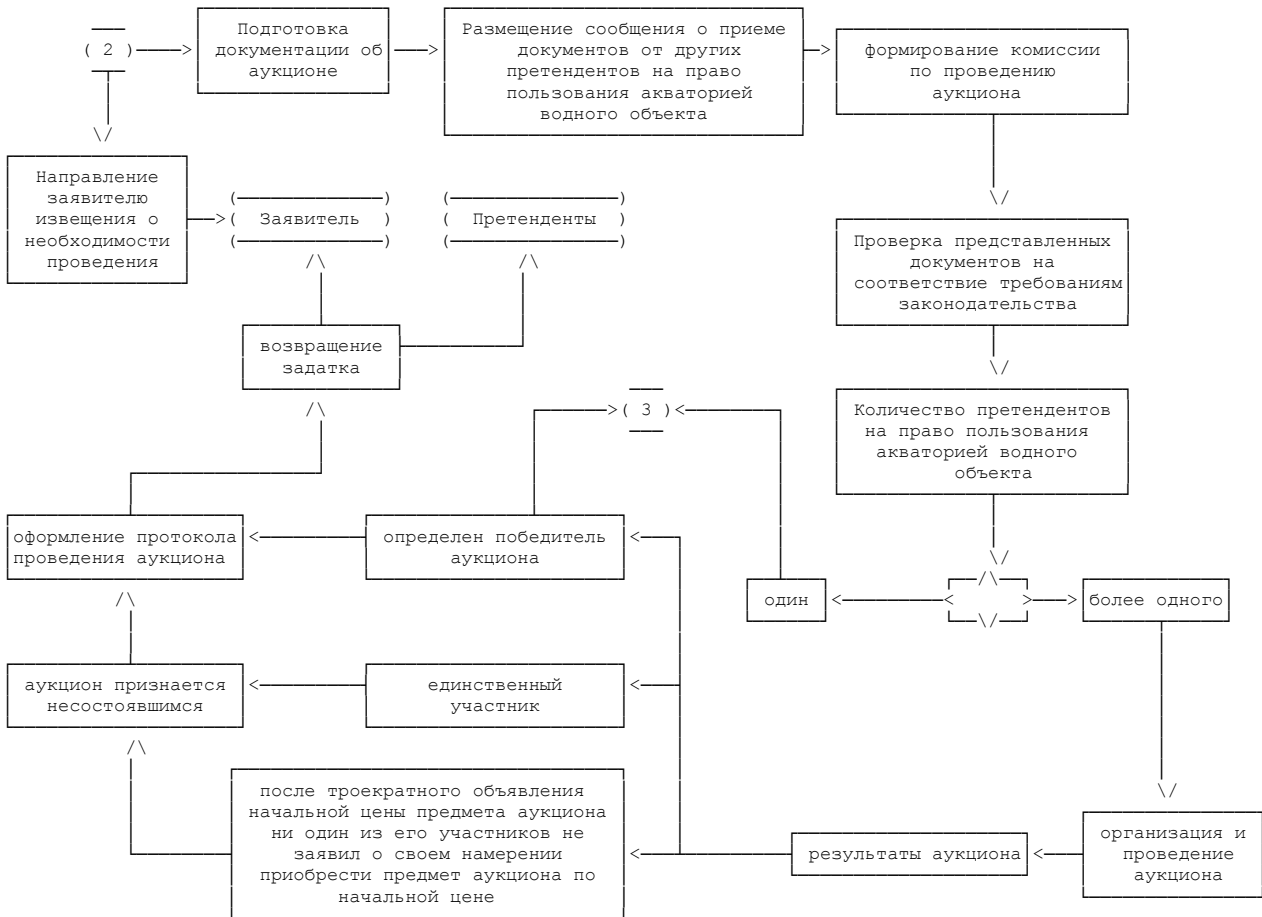 ( 2 )
Подготовка
документации об
аукционе
Размещение сообщения о приеме
документов от других
претендентов на право
пользования акваторией
водного объекта
формирование комиссии
по проведению
аукциона
Направление
заявителю
извещения о
необходимости
проведения
( Заявитель )
( Претенденты )
Проверка представленных
документов на
соответствие требованиям
законодательства
возвращение
задатка
( 3 )
Количество претендентов
на право пользования
акваторией водного
объекта
оформление протокола
проведения аукциона
определен победитель
аукциона
один
более одного
аукцион признается
несостоявшимся
единственный
участник
после троекратного объявления
начальной цены предмета аукциона
ни один из его участников не
заявил о своем намерении
приобрести предмет аукциона по
начальной цене
результаты аукциона
организация и
проведение
аукциона